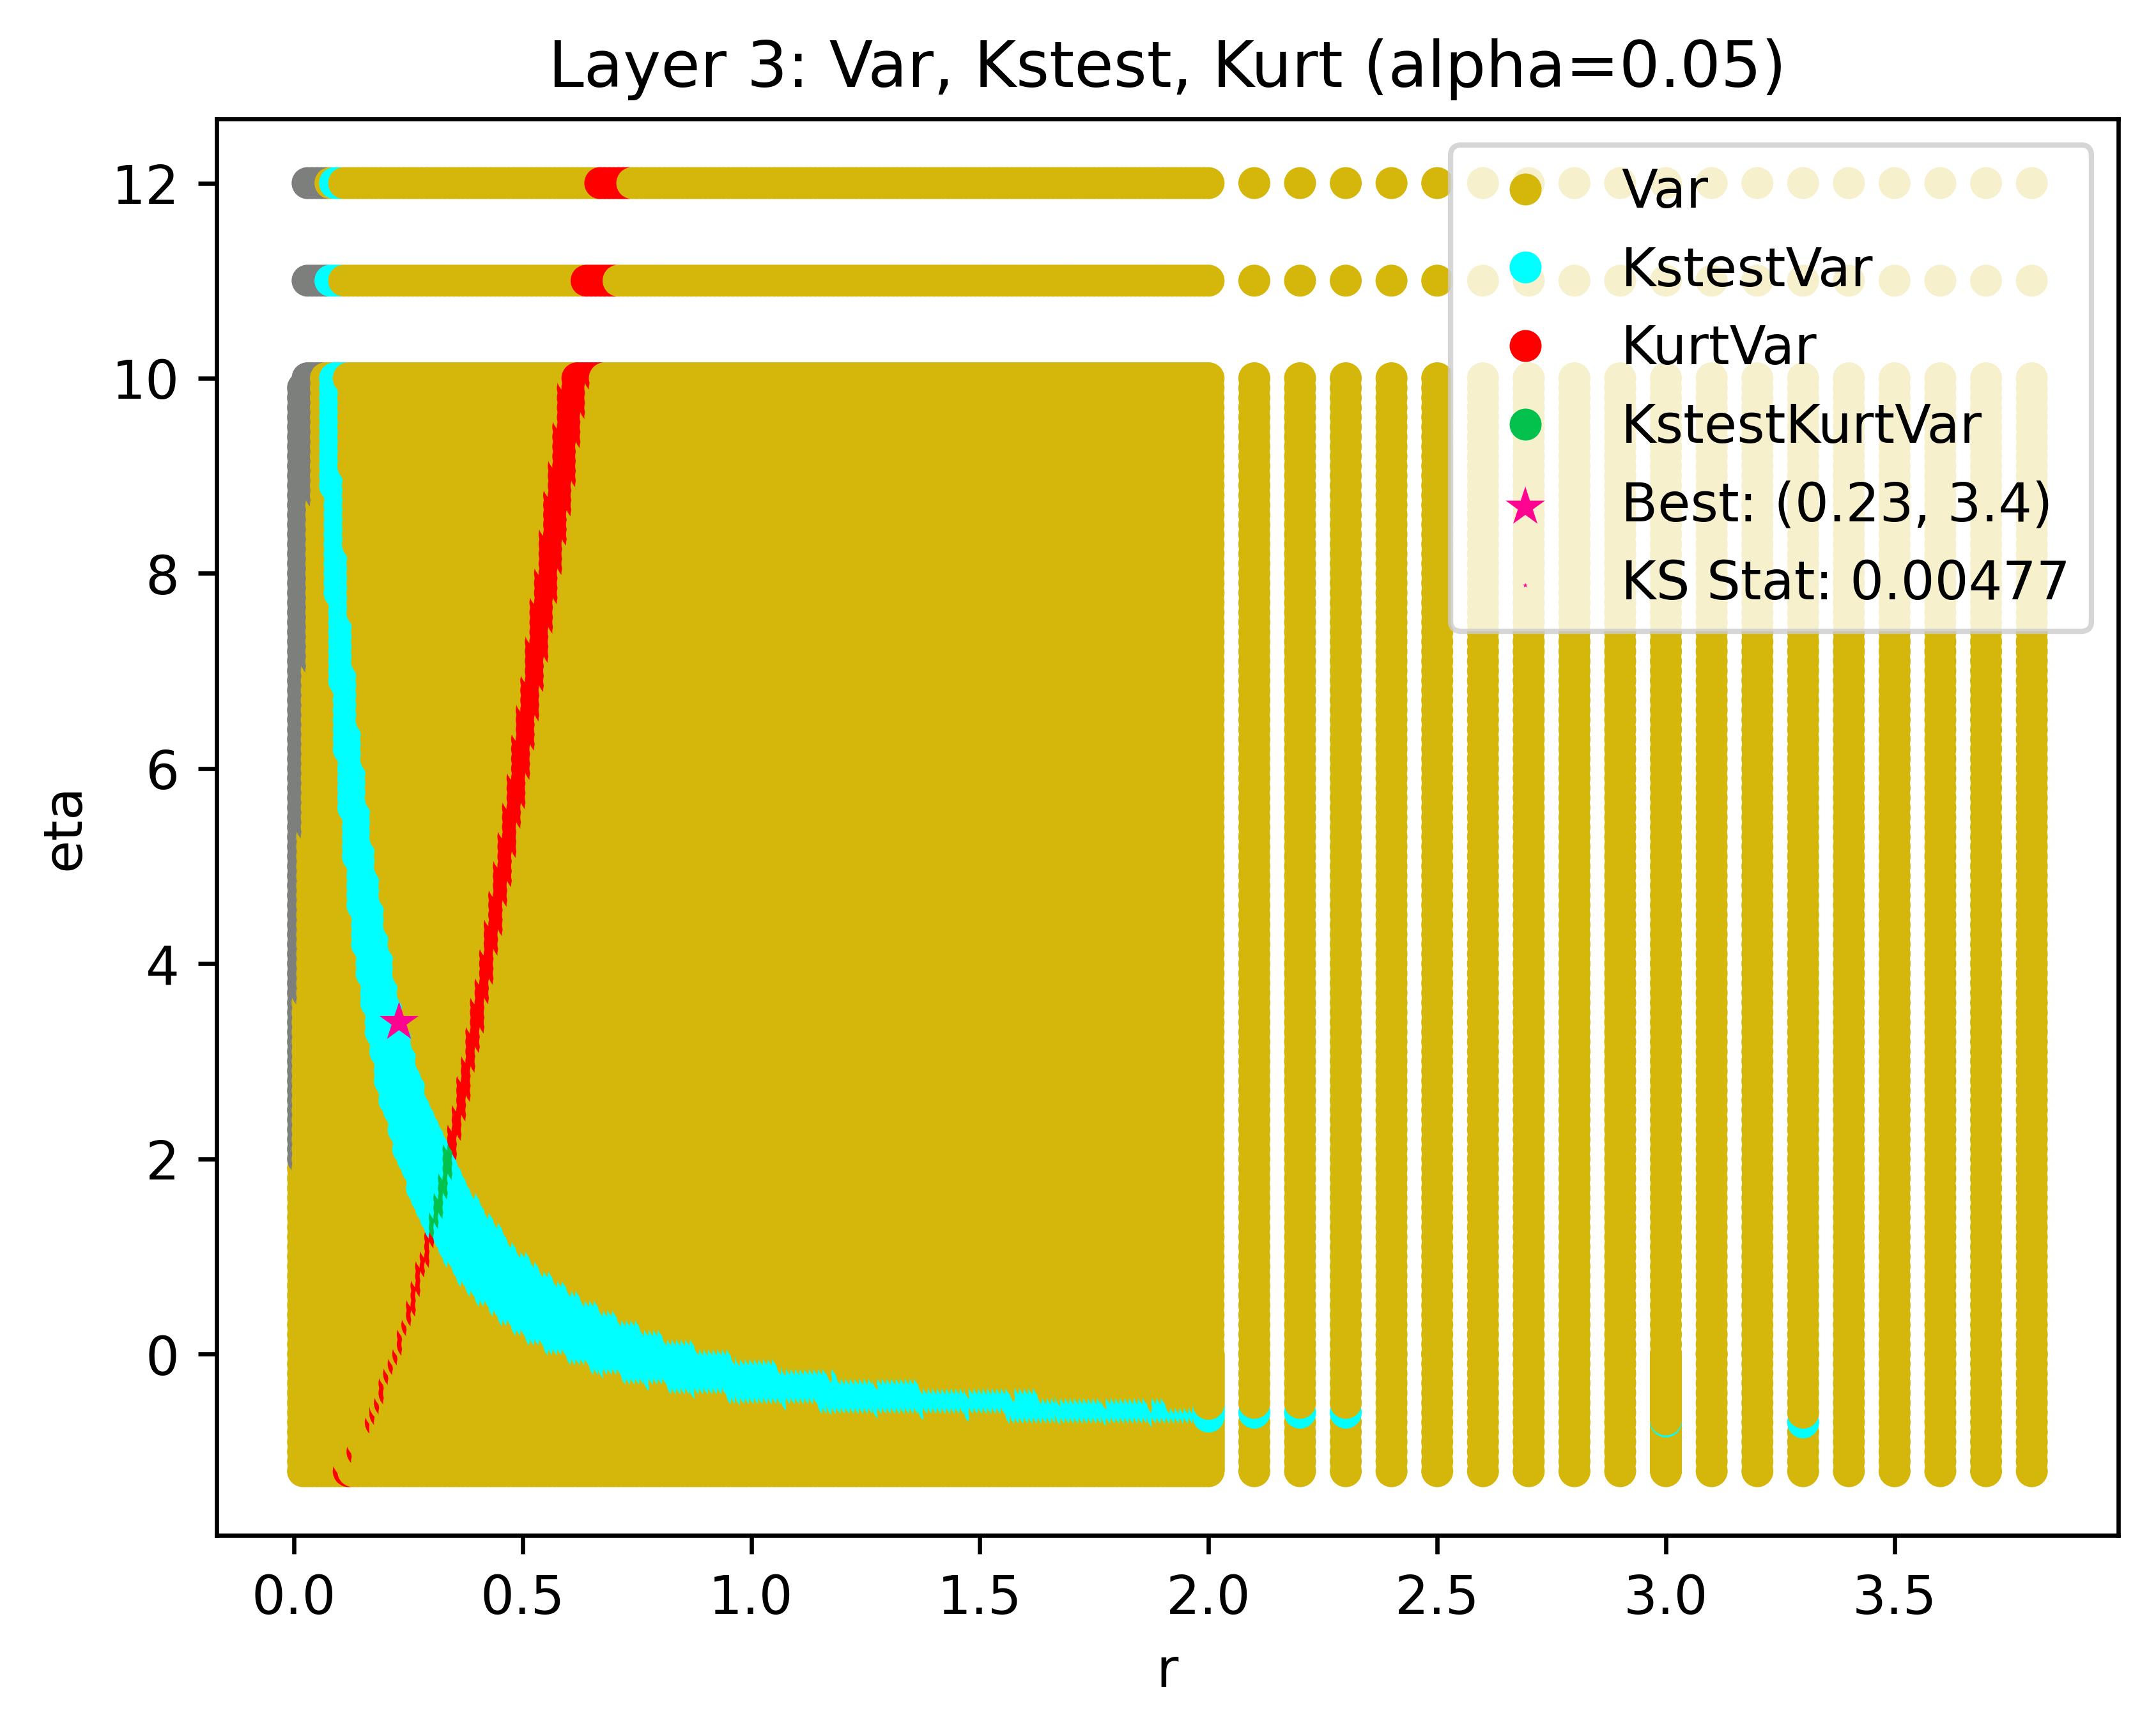 Layer 3: Var, Kstest, Kurt (alpha=0.05)
12
10
8
6
4
2
0
eta
Var
KstestVar
KurtVar
KstestKurtVar
Best: (0.23, 3.4)
KS Stat: 0.00477
0.0 0.5 1.0 1.5 2.0 2.5 3.0 3.5
r